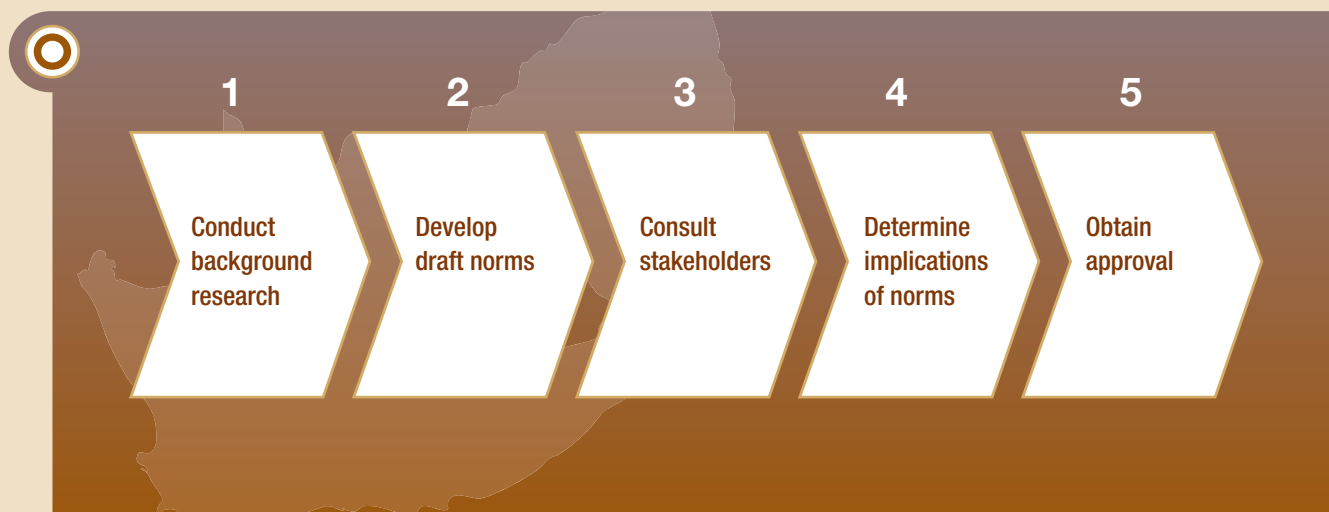 1
2
3
4
5
Conduct
background
research
Develop
draft norms
Consult
stakeholders
Determine
implications
of norms
Obtain
approval